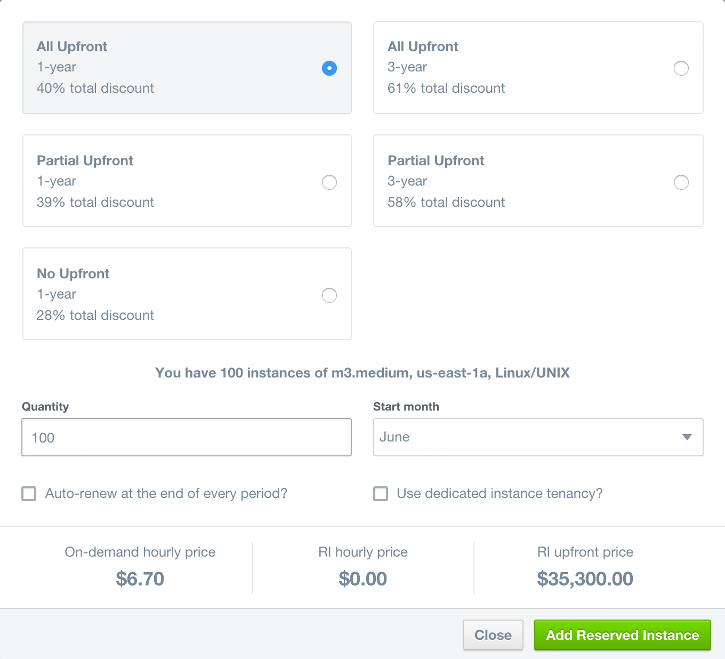 All Upfront
1-year
40% total discount
All Upfront
3-year
61% total discount
Partial Upfront
1-year
39% total discount
Partial Upfront
3-year
58% total discount
No Upfront
1-year
28% total discount
You have 100 instances of m3.medium, us-east-1a, Linux/UNIX
Quantity
Start month
100
June
Auto-renew at the end of every period?
Use dedicated instance tenancy?
On-demand hourly price
RI hourly price
RI upfront price
$6.70
$0.00
$35,300.00
Close
Add Reserved Instance